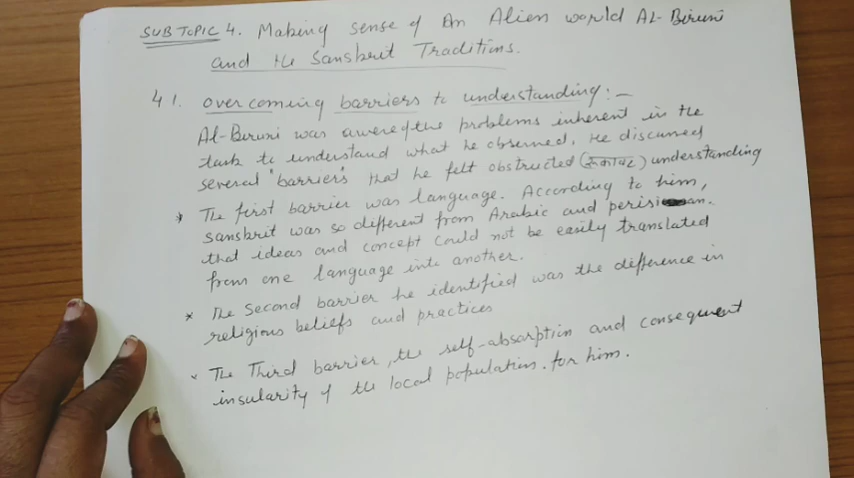 SUB TOPIC 4. Making sense of An Alien world AL-Biruni
and the Sanskrit Traditions.
4 1. overcoming barriers to understanding : -
Al-Biruni was aware of the problems inherent in the
task to understand what he observed. He discussed
several "barriers that he felt obstructed (रुकावट) understanding
* The first barrier was language. According to him,
sanskrit was so different from Arabic and perisian.
that ideas and concept could not be easily translated
from one language into another.
* The Second barrier he identified was the difference in
religious beliefs and practices
* The Third barrier, the self-absorption and consequent
insularity of the local population. for him.